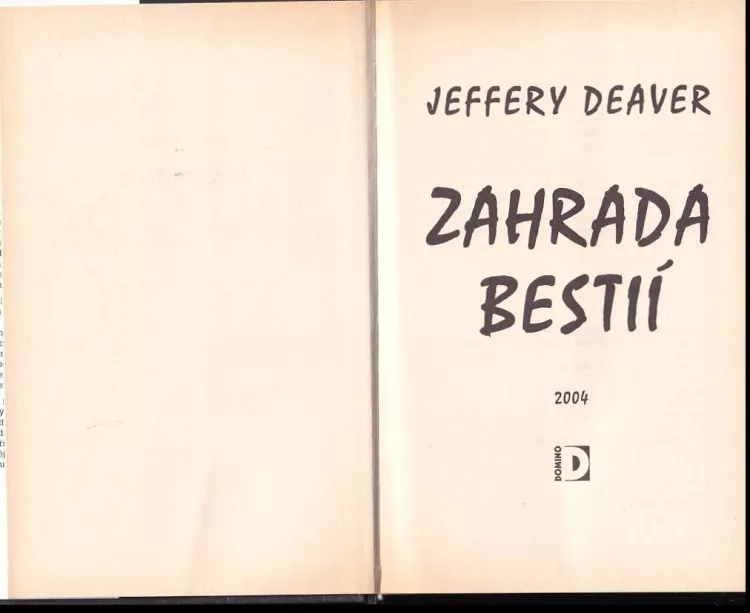 JEFFERY DEAVER
ZAHRADA
BESTIÍ
2004
DOMINO
D